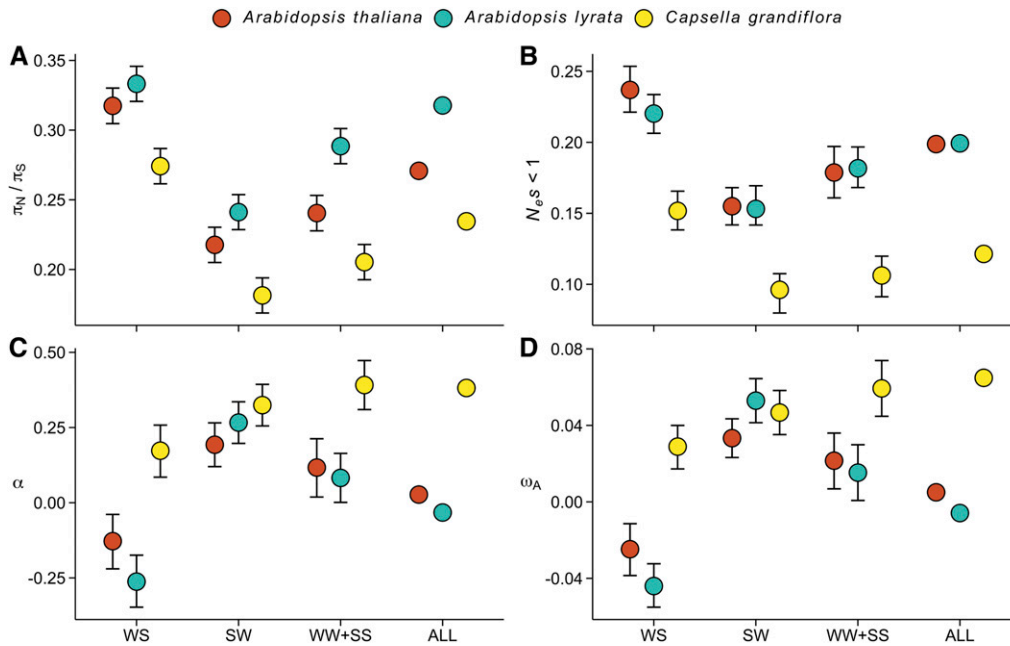 Arabidopsis thaliana Arabidopsis lyrata Capsella grandiflora
A
πN / πS
0.35
0.30
0.25
0.20
B
Nes < 1
0.25
0.20
0.15
0.10
C
α
0.50
0.25
0.00
-0.25
WS SW WW+SS ALL
D
ωA
0.08
0.04
0.00
-0.04
WS SW WW+SS ALL